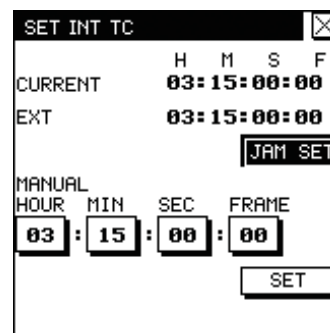 SET INT TC
H M S F
CURRENT 03:15:00:00
EXT 03:15:00:00
JAM SET
MANUAL
HOUR MIN SEC FRAME
03 : 15 : 00 : 00
SET